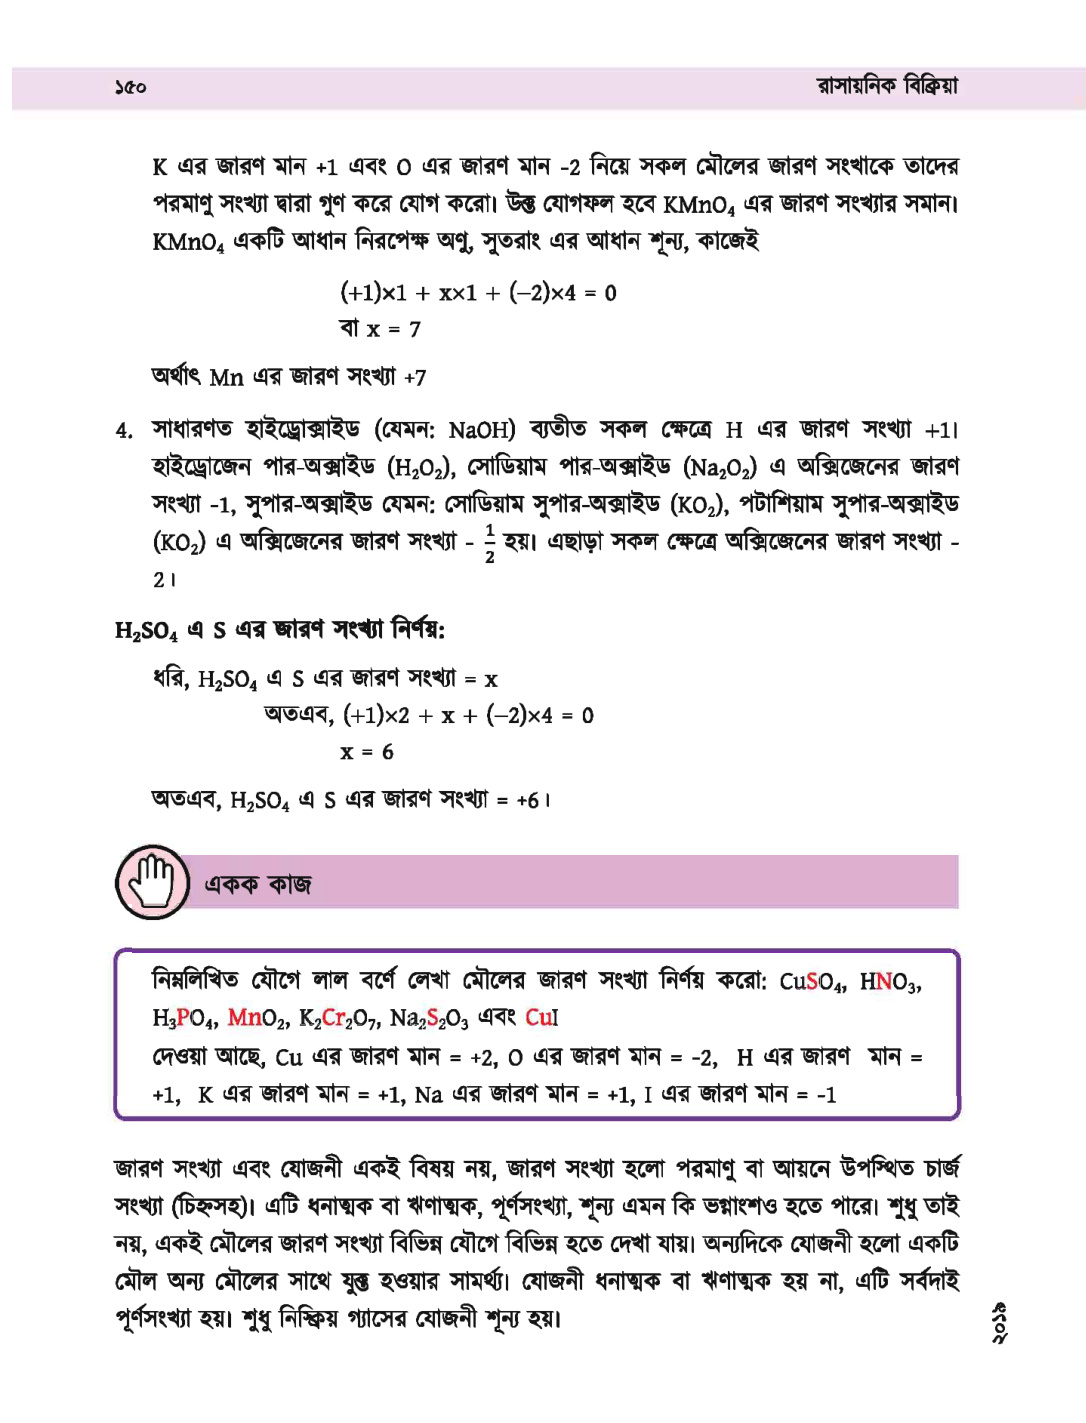 ১৫০ রাসায়নিক বিক্রিয়া
K এর জারণ মান +1 এবং O এর জারণ মান -2 নিয়ে সকল মৌলের জারণ সংখাকে তাদের
পরমাণু সংখ্যা দ্বারা গুণ করে যোগ করো। উক্ত যোগফল হবে KMnO₄ এর জারণ সংখ্যার সমান।
KMnO₄ একটি আধান নিরপেক্ষ অণু, সুতরাং এর আধান শূন্য, কাজেই
(+1)×1 + x×1 + (−2)×4 = 0
বা x = 7
অর্থাৎ Mn এর জারণ সংখ্যা +7
4. সাধারণত হাইড্রোক্সাইড (যেমন: NaOH) ব্যতীত সকল ক্ষেত্রে H এর জারণ সংখ্যা +1।
হাইড্রোজেন পার-অক্সাইড (H₂O₂), সোডিয়াম পার-অক্সাইড (Na₂O₂) এ অক্সিজেনের জারণ
সংখ্যা -1, সুপার-অক্সাইড যেমন: সোডিয়াম সুপার-অক্সাইড (KO₂), পটাশিয়াম সুপার-অক্সাইড
(KO₂) এ অক্সিজেনের জারণ সংখ্যা - 1/2 হয়। এছাড়া সকল ক্ষেত্রে অক্সিজেনের জারণ সংখ্যা -
2।
H₂SO₄ এ S এর জারণ সংখ্যা নির্ণয়:
ধরি, H₂SO₄ এ S এর জারণ সংখ্যা = x
অতএব, (+1)×2 + x + (−2)×4 = 0
x = 6
অতএব, H₂SO₄ এ S এর জারণ সংখ্যা = +6।
একক কাজ
নিম্নলিখিত যৌগে লাল বর্ণে লেখা মৌলের জারণ সংখ্যা নির্ণয় করো: CuSO₄, HNO₃,
H₃PO₄, MnO₂, K₂Cr₂O₇, Na₂S₂O₃ এবং CuI
দেওয়া আছে, Cu এর জারণ মান = +2, O এর জারণ মান = -2, H এর জারণ মান =
+1, K এর জারণ মান = +1, Na এর জারণ মান = +1, I এর জারণ মান = -1
জারণ সংখ্যা এবং যোজনী একই বিষয় নয়, জারণ সংখ্যা হলো পরমাণু বা আয়নে উপস্থিত চার্জ
সংখ্যা (চিহ্নসহ)। এটি ধনাত্মক বা ঋণাত্মক, পূর্ণসংখ্যা, শূন্য এমন কি ভগ্নাংশও হতে পারে। শুধু তাই
নয়, একই মৌলের জারণ সংখ্যা বিভিন্ন যৌগে বিভিন্ন হতে দেখা যায়। অন্যদিকে যোজনী হলো একটি
মৌল অন্য মৌলের সাথে যুক্ত হওয়ার সামর্থ্য। যোজনী ধনাত্মক বা ঋণাত্মক হয় না, এটি সর্বদাই
পূর্ণসংখ্যা হয়। শুধু নিস্ক্রিয় গ্যাসের যোজনী শূন্য হয়।
২০১৯